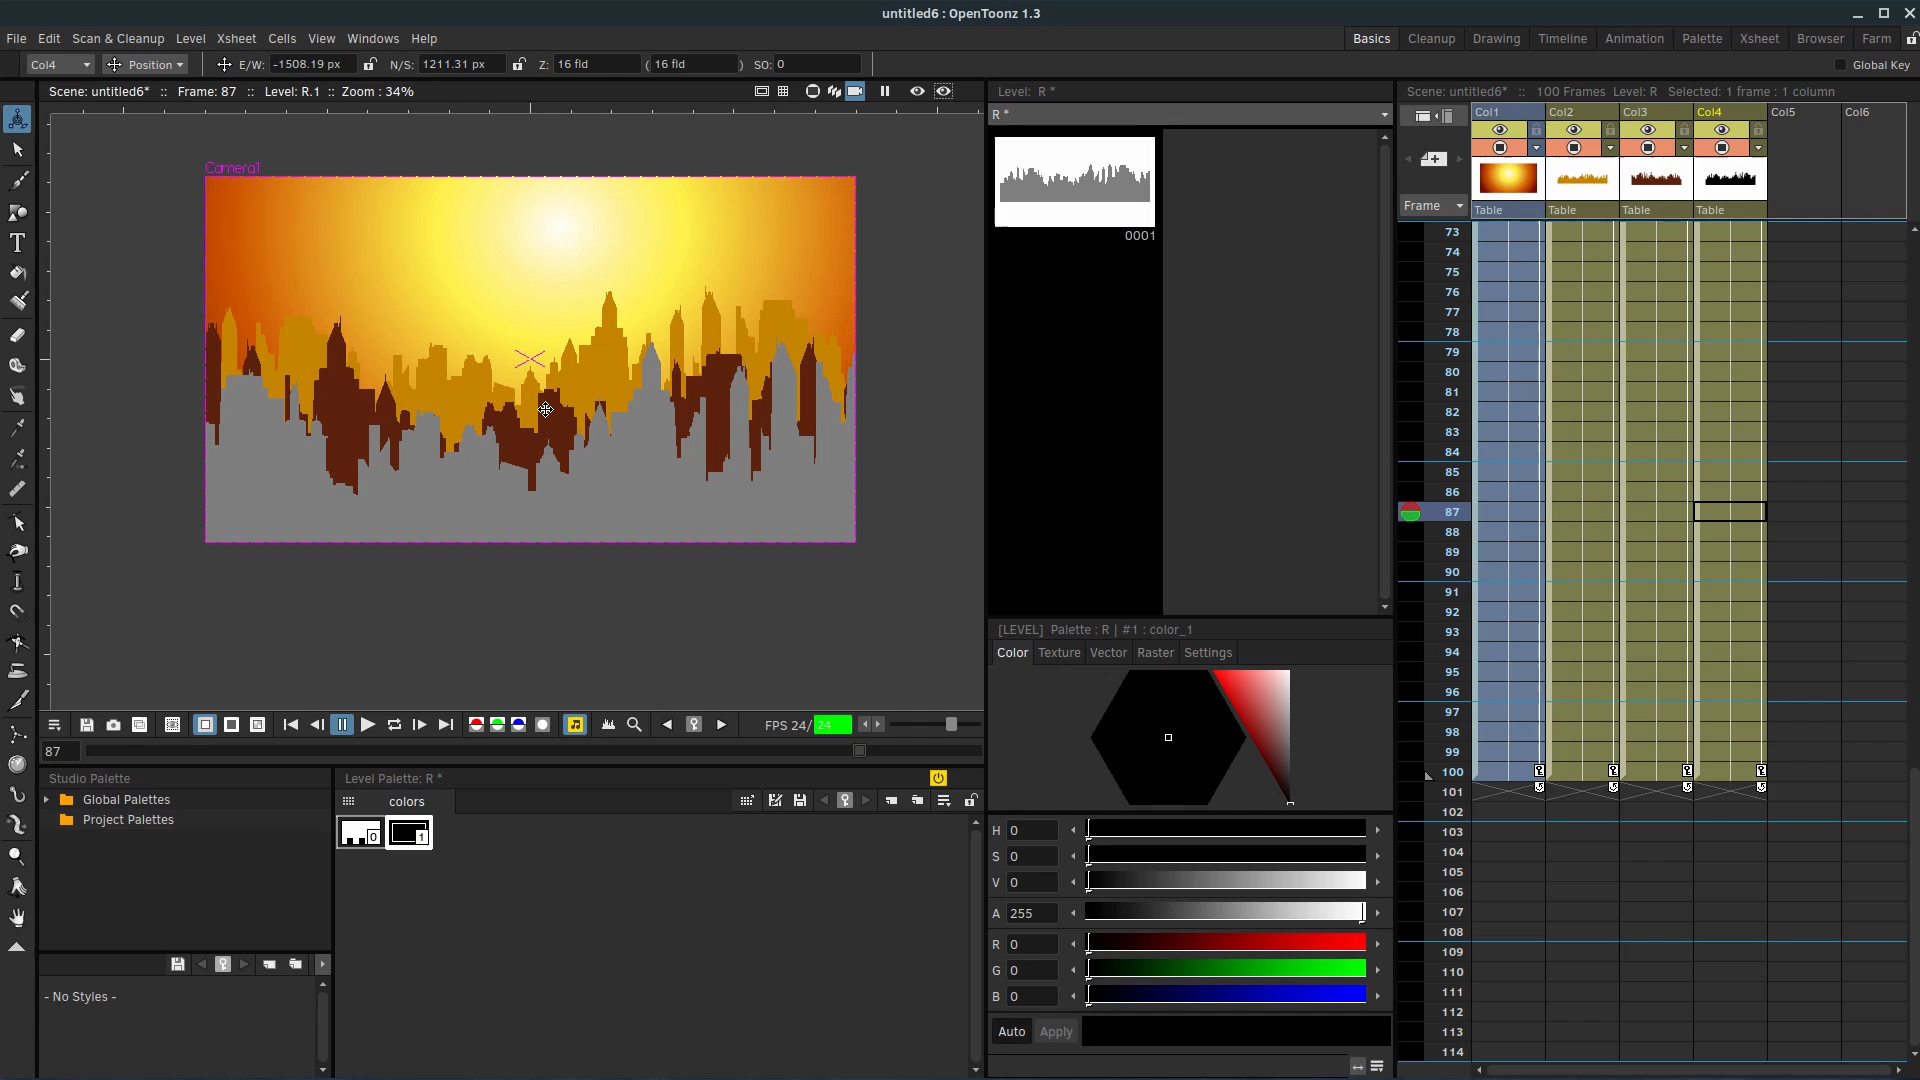 untitled6 : OpenToonz 1.3
File Edit Scan & Cleanup Level Xsheet Cells View Windows Help
Basics Cleanup Drawing Timeline Animation Palette Xsheet Browser Farm
Col4 Position E/W: -1508.19 px N/S: 1211.31 px Z: 16 fld ( 16 fld ) SO: 0
Global Key
Scene: untitled6* :: Frame: 87 :: Level: R.1 :: Zoom : 34%
Camera1
Level: R *
R *
0001
Scene: untitled6* :: 100 Frames Level: R Selected: 1 frame : 1 column
Col1 Col2 Col3 Col4 Col5 Col6
Frame
Table Table Table Table
73
74
75
76
77
78
79
80
81
82
83
84
85
86
87
88
89
90
91
92
93
94
95
96
97
98
99
100
101
102
103
104
105
106
107
108
109
110
111
112
113
114
FPS 24/ 24
87
[LEVEL] Palette : R | #1 : color_1
Color Texture Vector Raster Settings
H 0
S 0
V 0
A 255
R 0
G 0
B 0
Auto Apply
Studio Palette
Global Palettes
Project Palettes
- No Styles -
Level Palette: R *
colors
0 1